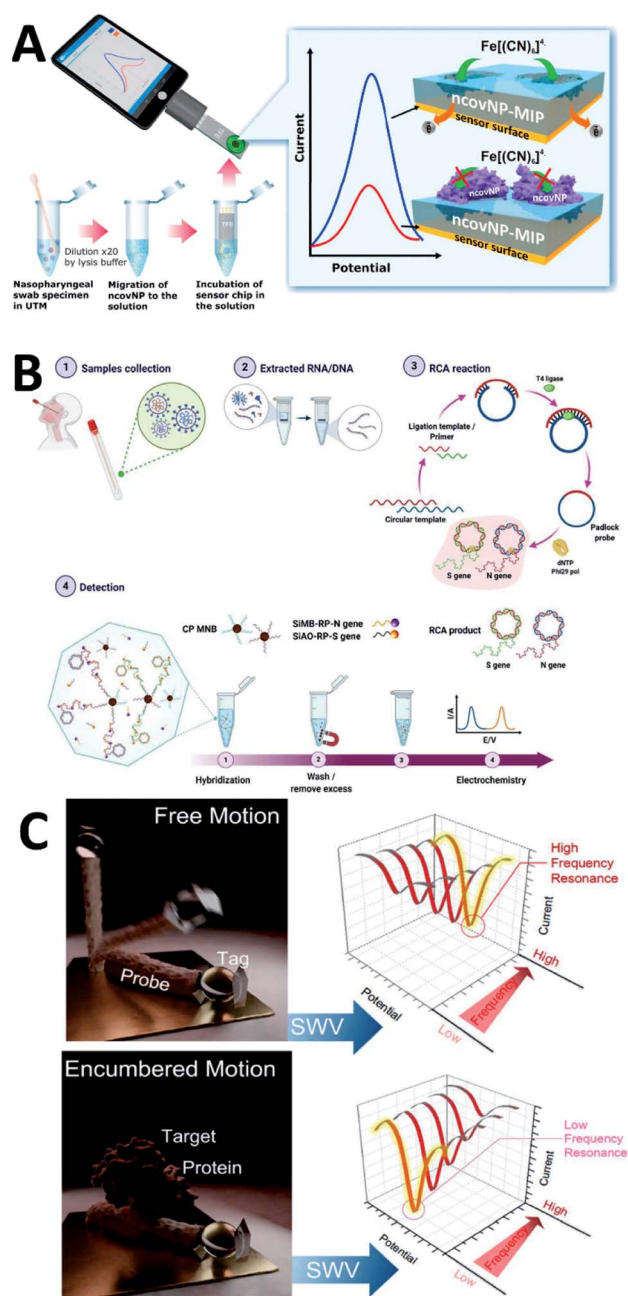 A
Current
Potential
Fe[(CN)₆]⁴⁻
ncovNP-MIP
sensor surface
ē
ē
Fe[(CN)₆]⁴⁻
ncovNP
ncovNP
ncovNP-MIP
sensor surface
TFE
Dilution x20
by lysis buffer
Nasopharyngeal
swab specimen
in UTM
Migration of
ncovNP to the
solution
Incubation of
sensor chip in
the solution
B
1 Samples collection
2 Extracted RNA/DNA
3 RCA reaction
T4 ligase
Ligation template /
Primer
Circular template
Padlock
probe
dNTP
Phi29 pol
S gene
N gene
4 Detection
CP MNB
SiMB-RP-N gene
SiAO-RP-S gene
RCA product
S gene
N gene
I/A
E/V
1
2
3
4
Hybridization
Wash /
remove excess
Electrochemistry
C
Free Motion
Tag
Probe
SWV
High
Frequency
Resonance
Current
Potential
Low
High
Frequency
Encumbered Motion
Target
Protein
SWV
Low
Frequency
Resonance
Current
Potential
Low
High
Frequency